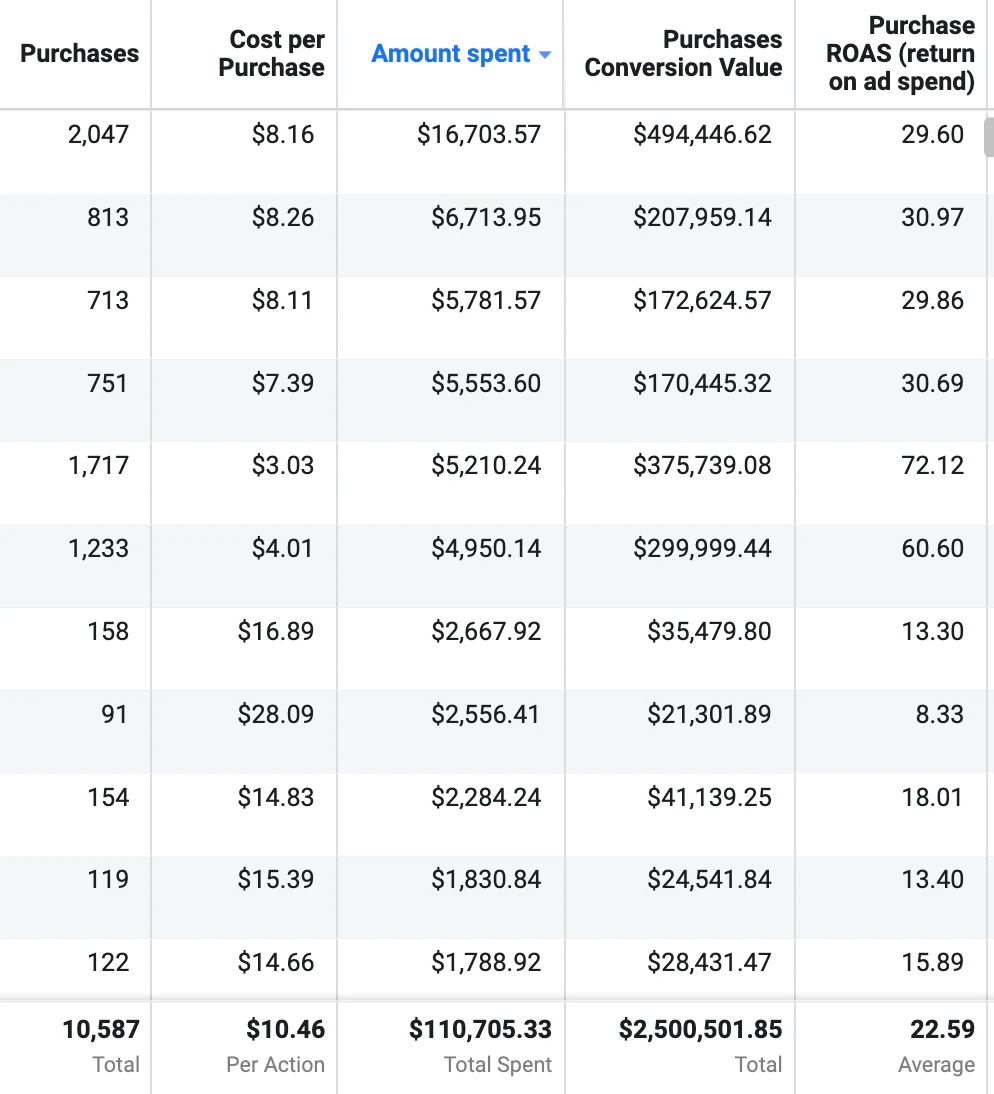 Purchases Cost per Purchase Amount spent Purchases Conversion Value Purchase ROAS (return on ad spend)
2,047 $8.16 $16,703.57 $494,446.62 29.60
813 $8.26 $6,713.95 $207,959.14 30.97
713 $8.11 $5,781.57 $172,624.57 29.86
751 $7.39 $5,553.60 $170,445.32 30.69
1,717 $3.03 $5,210.24 $375,739.08 72.12
1,233 $4.01 $4,950.14 $299,999.44 60.60
158 $16.89 $2,667.92 $35,479.80 13.30
91 $28.09 $2,556.41 $21,301.89 8.33
154 $14.83 $2,284.24 $41,139.25 18.01
119 $15.39 $1,830.84 $24,541.84 13.40
122 $14.66 $1,788.92 $28,431.47 15.89
10,587 $10.46 $110,705.33 $2,500,501.85 22.59
Total Per Action Total Spent Total Average